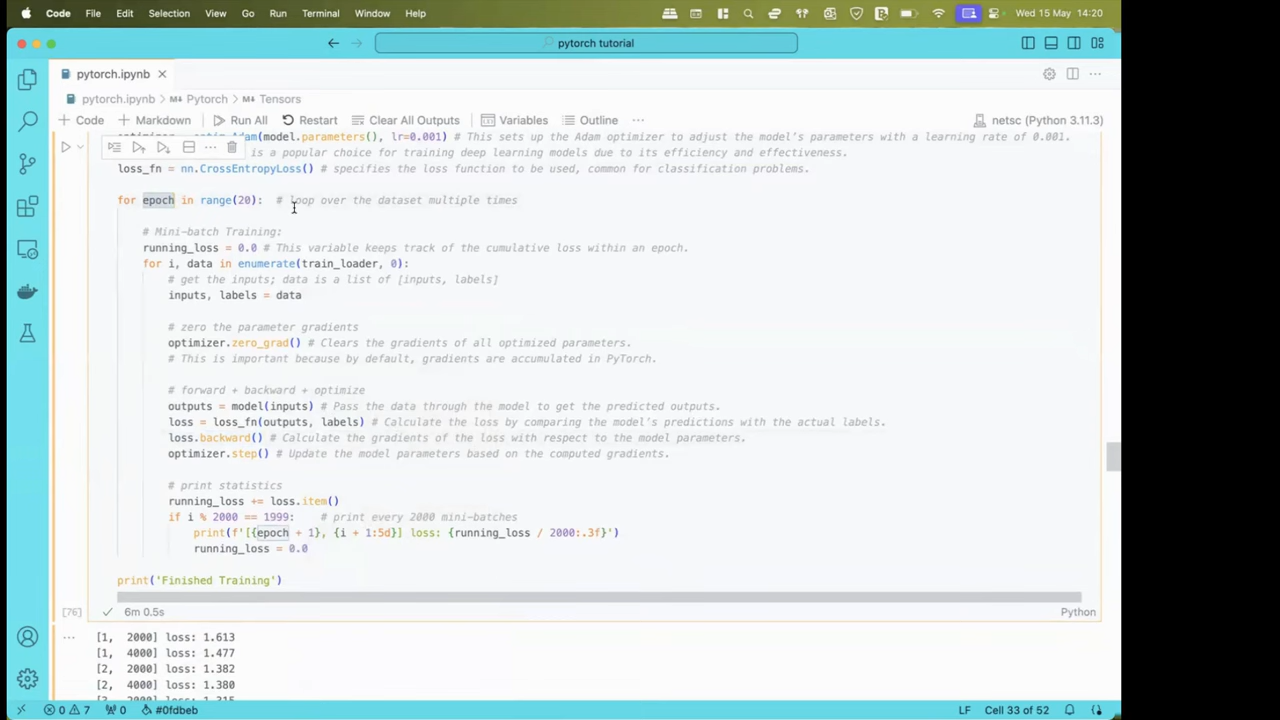 Code File Edit Selection View Go Run Terminal Window Help Wed 15 May 14:20
pytorch tutorial
pytorch.ipynb
pytorch.ipynb > M↓ Pytorch > M↓ Tensors
+ Code + Markdown Run All Restart Clear All Outputs Variables Outline ... netsc (Python 3.11.3)
optimizer = optim.Adam(model.parameters(), lr=0.001) # This sets up the Adam optimizer to adjust the model's parameters with a learning rate of 0.001.
is a popular choice for training deep learning models due to its efficiency and effectiveness.
loss_fn = nn.CrossEntropyLoss() # specifies the loss function to be used, common for classification problems.
for epoch in range(20): # loop over the dataset multiple times
# Mini-batch Training:
running_loss = 0.0 # This variable keeps track of the cumulative loss within an epoch.
for i, data in enumerate(train_loader, 0):
# get the inputs; data is a list of [inputs, labels]
inputs, labels = data
# zero the parameter gradients
optimizer.zero_grad() # Clears the gradients of all optimized parameters.
# This is important because by default, gradients are accumulated in PyTorch.
# forward + backward + optimize
outputs = model(inputs) # Pass the data through the model to get the predicted outputs.
loss = loss_fn(outputs, labels) # Calculate the loss by comparing the model's predictions with the actual labels.
loss.backward() # Calculate the gradients of the loss with respect to the model parameters.
optimizer.step() # Update the model parameters based on the computed gradients.
# print statistics
running_loss += loss.item()
if i % 2000 == 1999: # print every 2000 mini-batches
print(f'[{epoch + 1}, {i + 1:5d}] loss: {running_loss / 2000:.3f}')
running_loss = 0.0
print('Finished Training')
[76] 6m 0.5s Python
... [1, 2000] loss: 1.613
[1, 4000] loss: 1.477
[2, 2000] loss: 1.382
[2, 4000] loss: 1.380
0 7 0 #0fdbeb LF Cell 33 of 52